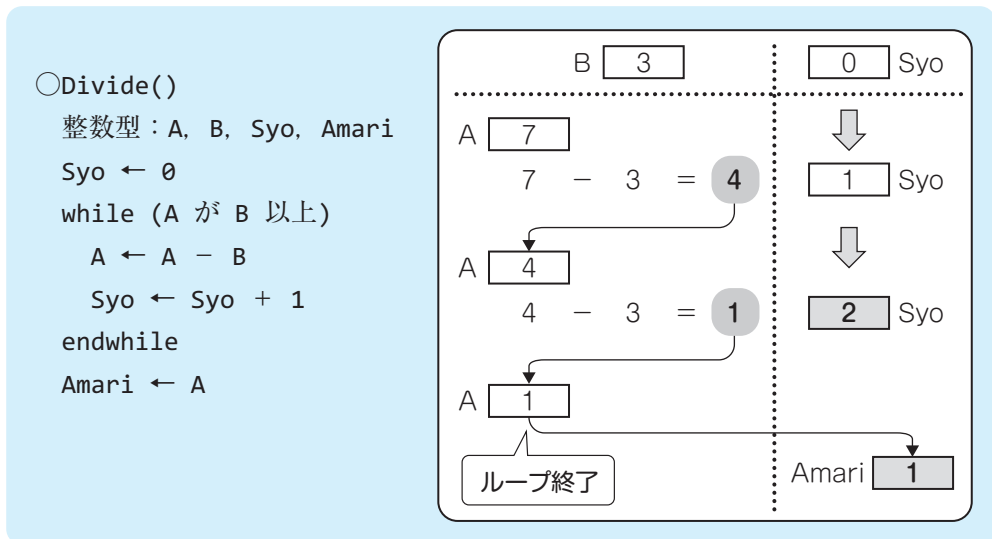 ○Divide()
整数型：A, B, Syo, Amari
Syo ← 0
while (A が B 以上)
A ← A − B
Syo ← Syo + 1
endwhile
Amari ← A
B 3
0 Syo
A 7
7 − 3 = 4
1 Syo
A 4
4 − 3 = 1
2 Syo
A 1
ループ終了
Amari 1